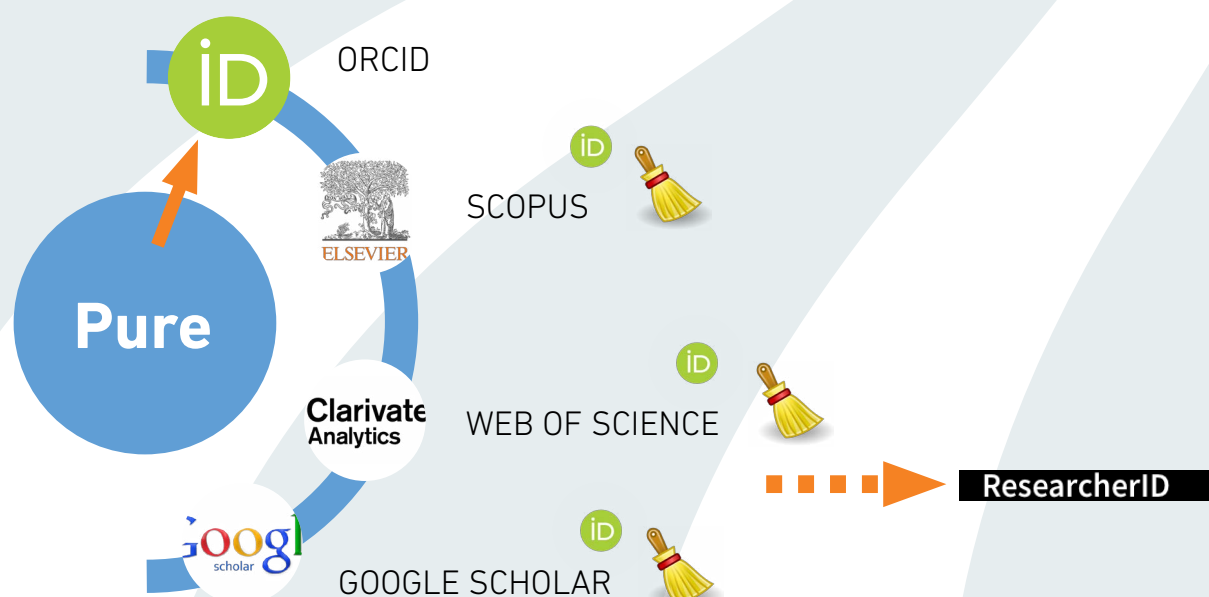 iD
ORCID
iD
SCOPUS
ELSEVIER
Pure
iD
Clarivate
Analytics
WEB OF SCIENCE
ResearcherID
iD
Googl
scholar
GOOGLE SCHOLAR